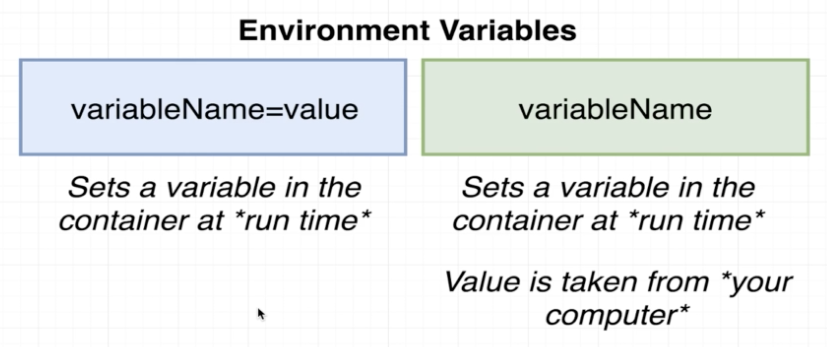 Environment Variables
variableName=value
variableName
Sets a variable in the
container at *run time*
Sets a variable in the
container at *run time*
Value is taken from *your
computer*